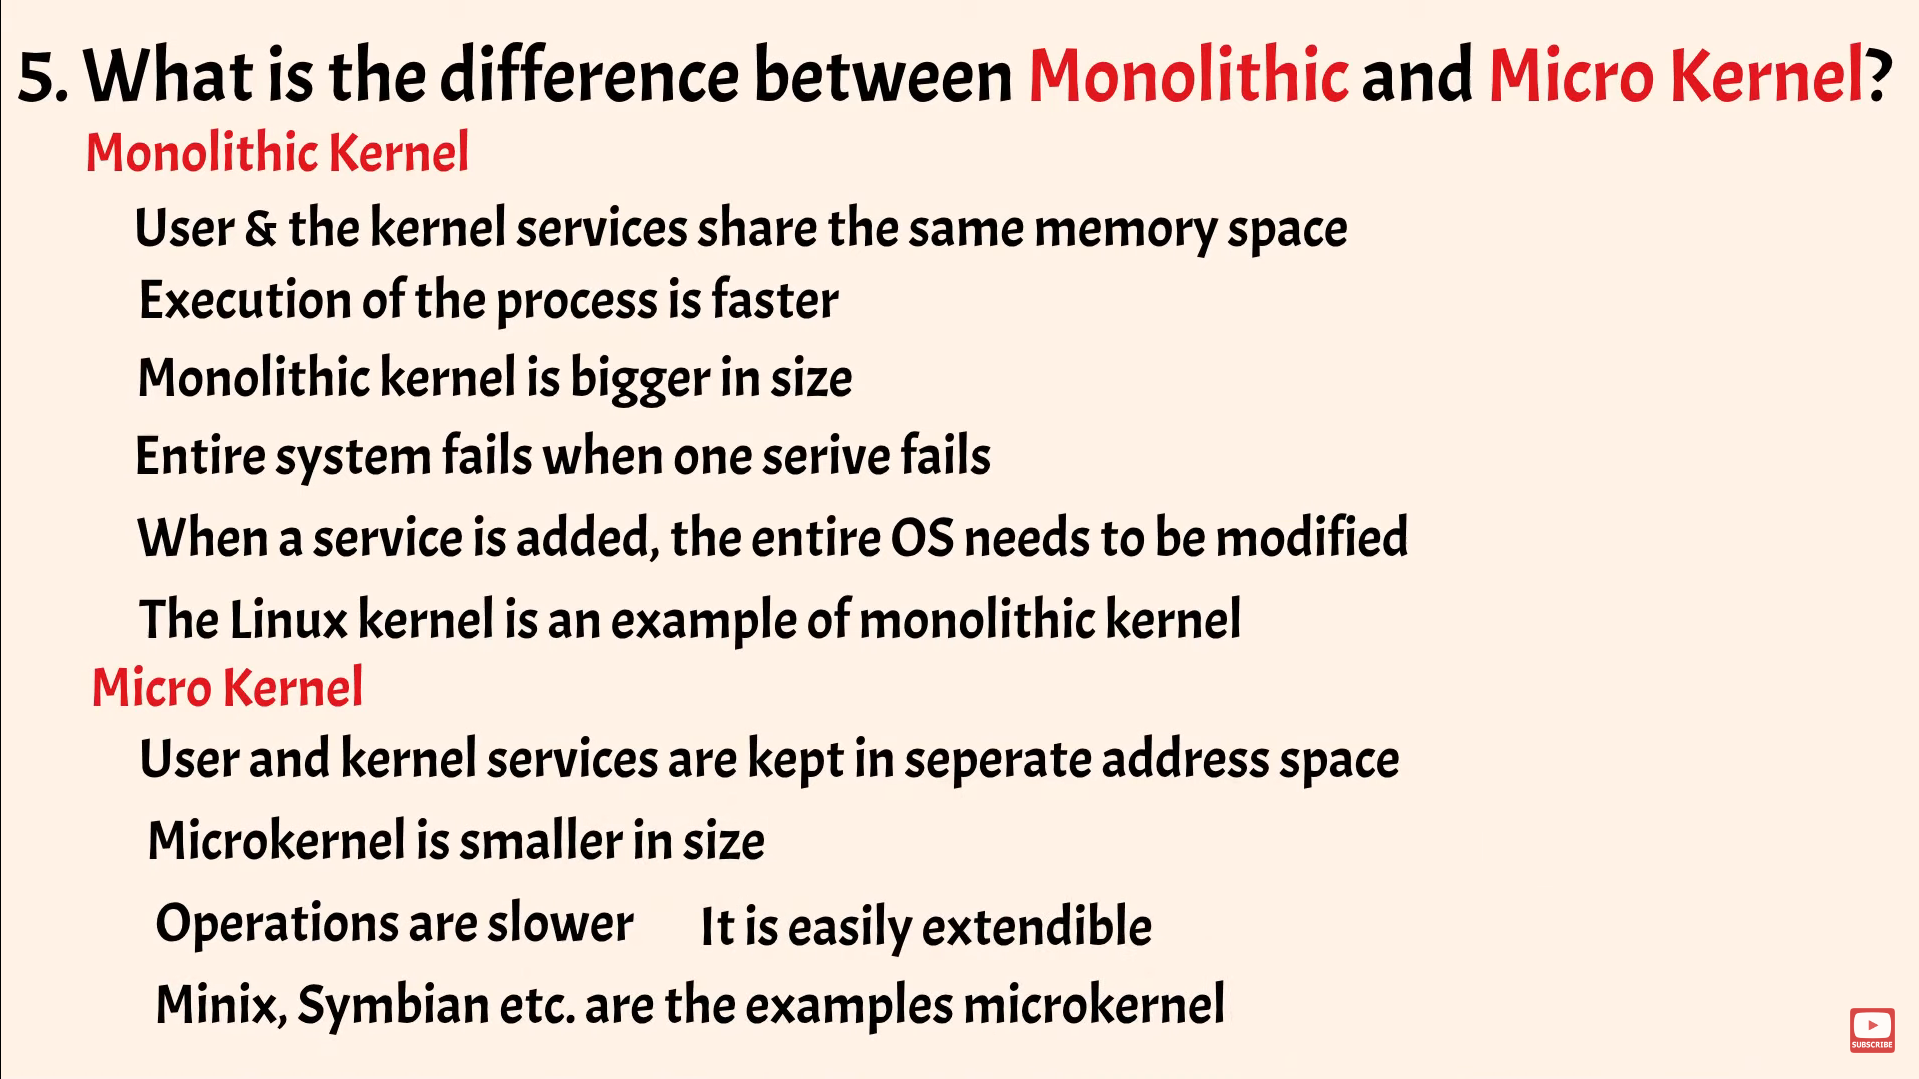 5. What is the difference between Monolithic and Micro Kernel?
Monolithic Kernel
User & the kernel services share the same memory space
Execution of the process is faster
Monolithic kernel is bigger in size
Entire system fails when one serive fails
When a service is added, the entire OS needs to be modified
The Linux kernel is an example of monolithic kernel
Micro Kernel
User and kernel services are kept in seperate address space
Microkernel is smaller in size
Operations are slower It is easily extendible
Minix, Symbian etc. are the examples microkernel
SUBSCRIBE